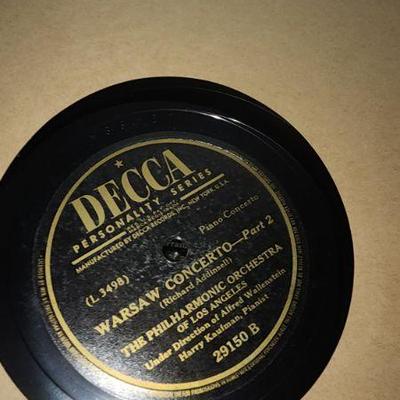 DECCA
PERSONALITY SERIES
MANUFACTURED BY DECCA RECORDS, INC., NEW YORK, U.S.A.
Piano Concerto
(L 3498)
WARSAW CONCERTO—Part 2
(Richard Addinsell)
THE PHILHARMONIC ORCHESTRA
OF LOS ANGELES
Under Direction of Alfred Wallenstein
Harry Kaufman, Pianist
29150 B